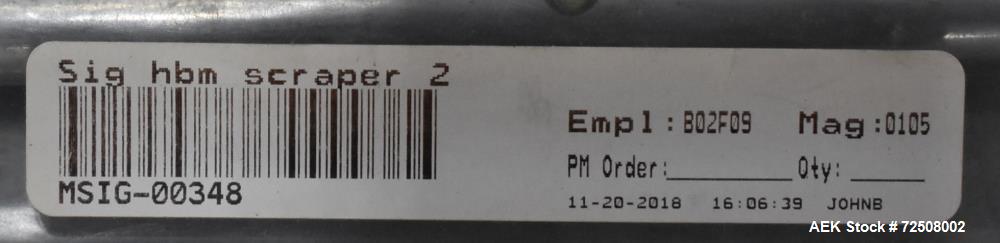 Sig hbm scraper 2
MSIG-00348
Empl: B02F09 Mag:0105
PM Order: Qty:
11-20-2018 16:06:39 JOHNB
AEK Stock # 72508002